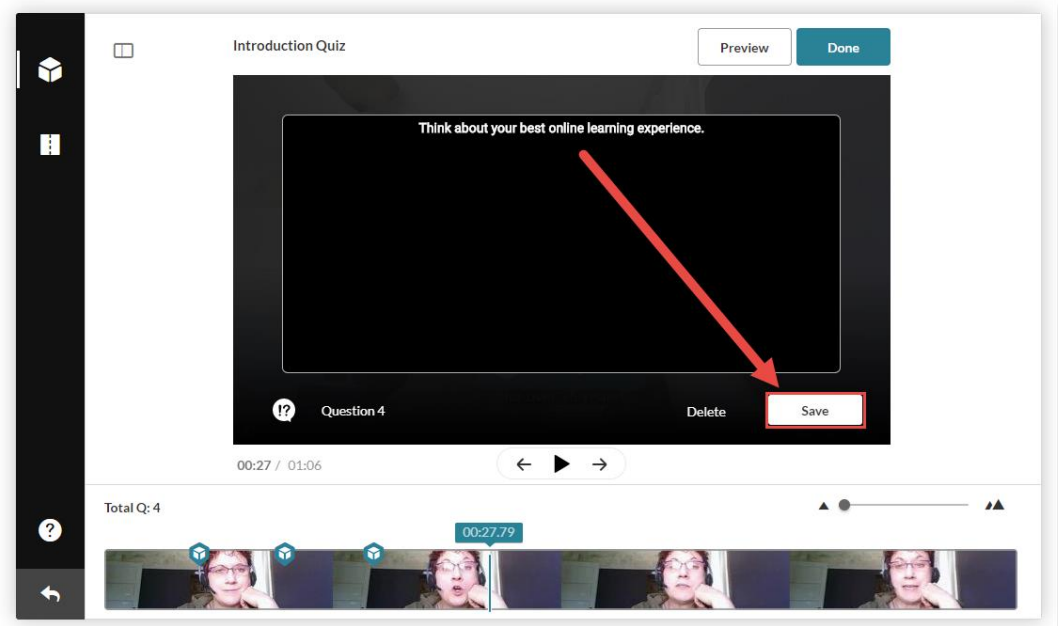 Introduction Quiz
Preview
Done
Think about your best online learning experience.
!?
Question 4
Delete
Save
00:27 / 01:06
Total Q: 4
?
00:27.79